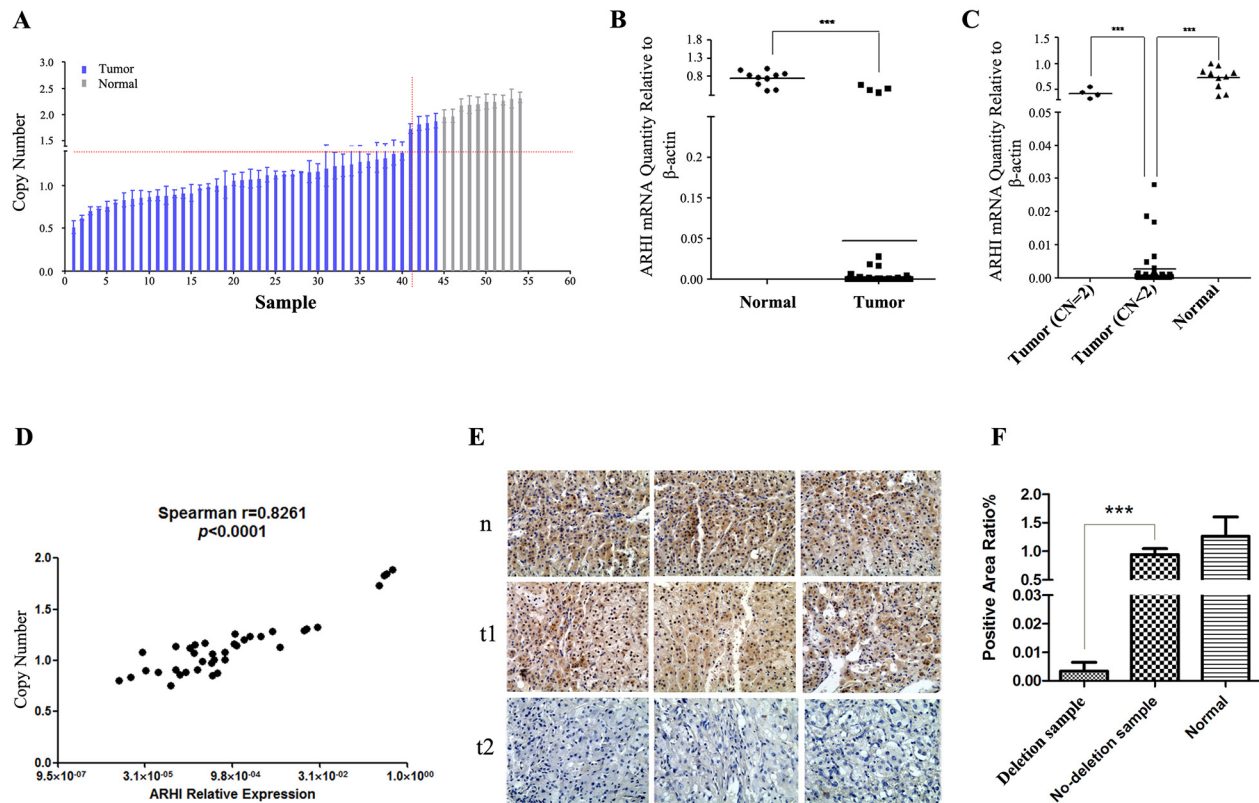 A
Tumor
Normal
Copy Number
3.0
2.5
2.0
1.5
1.0
0.5
0.0
0
5
10
15
20
25
30
35
40
45
50
55
60
Sample
B
***
ARHI mRNA Quantity Relative to
β-actin
1.8
1.3
0.8
0.2
0.05
0.00
Normal
Tumor
C
***
***
ARHI mRNA Quantity Relative to
β-actin
1.5
1.0
0.5
0.05
0.04
0.03
0.02
0.01
0.00
Tumor (CN=2)
Tumor (CN<2)
Normal
D
Spearman r=0.8261
p<0.0001
Copy Number
2.0
1.5
1.0
0.5
0.0
9.5×10-07
3.1×10-05
9.8×10-04
3.1×10-02
1.0×1000
ARHI Relative Expression
E
n
t1
t2
F
***
Positive Area Ratio%
2.0
1.5
1.0
0.5
0.03
0.02
0.01
0.00
Deletion sample
No-deletion sample
Normal